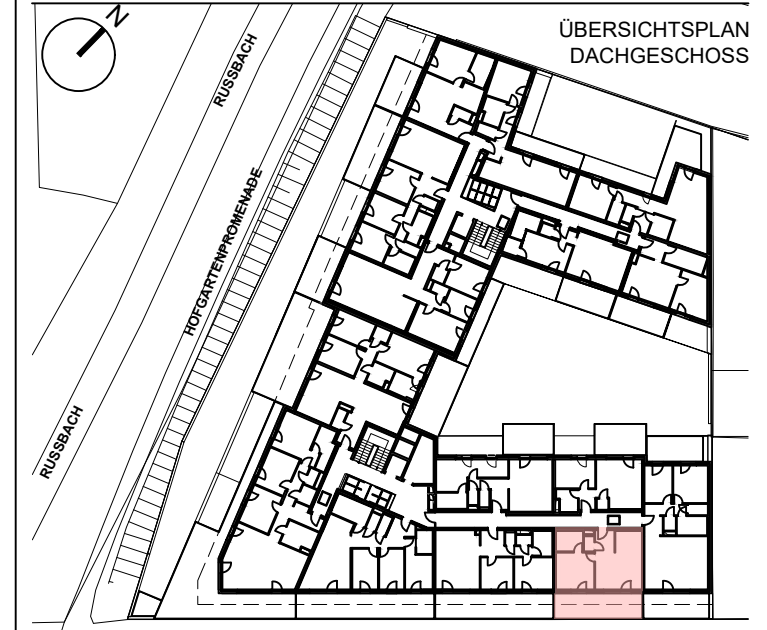 N
ÜBERSICHTSPLAN
DACHGESCHOSS
RUSSBACH
HOFGARTENPROMENADE
RUSSBACH